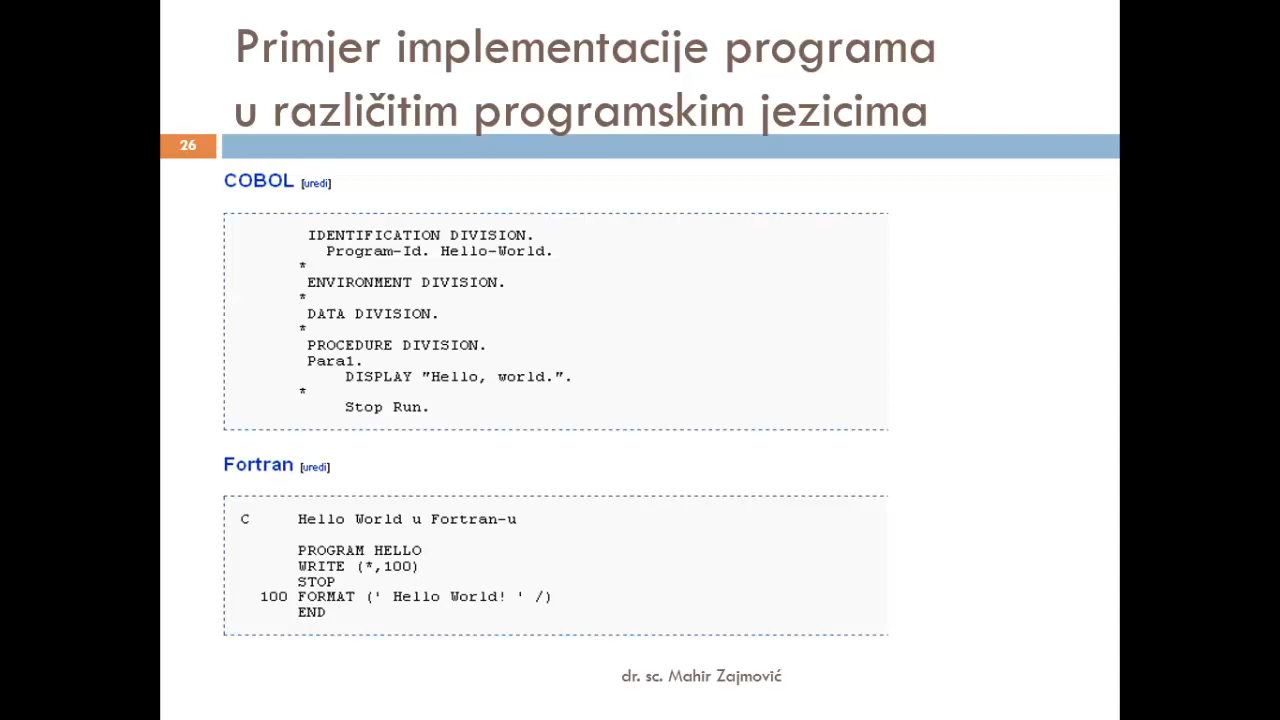 Primjer implementacije programa
u različitim programskim jezicima
26
COBOL [uredi]
IDENTIFICATION DIVISION.
Program-Id. Hello-World.
*
ENVIRONMENT DIVISION.
*
DATA DIVISION.
*
PROCEDURE DIVISION.
Para1.
DISPLAY "Hello, world.".
*
Stop Run.
Fortran [uredi]
C Hello World u Fortran-u
PROGRAM HELLO
WRITE (*,100)
STOP
100 FORMAT (' Hello World! ' /)
END
dr. sc. Mahir Zajmović